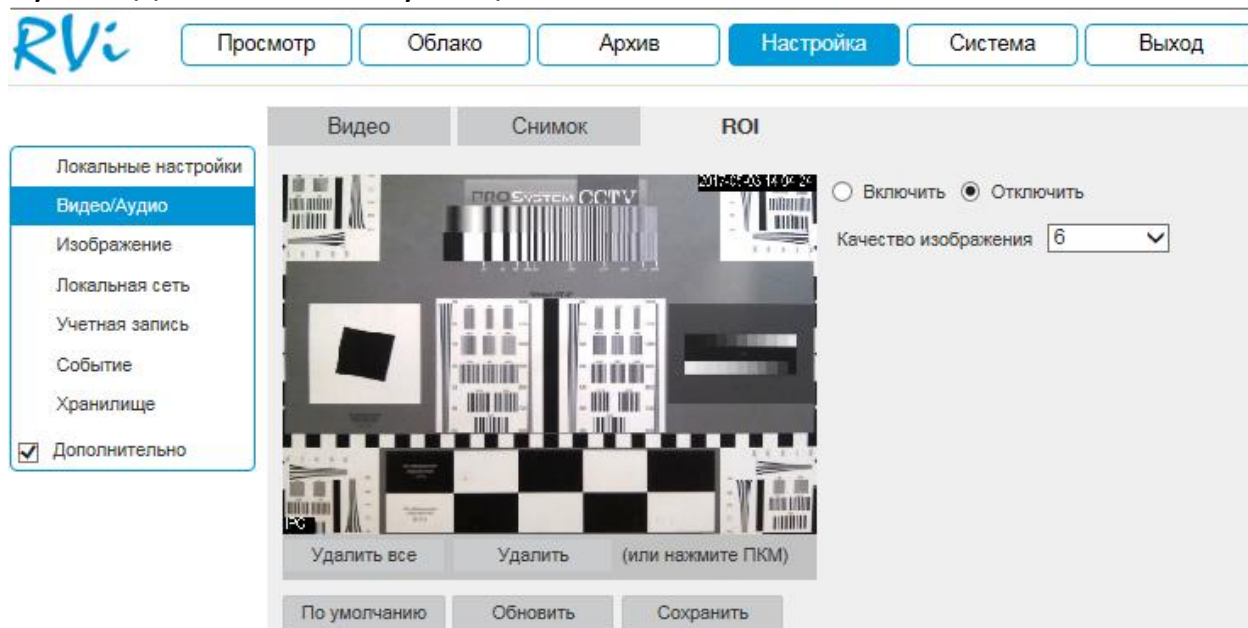 RVi
Просмотр
Облако
Архив
Настройка
Система
Выход
Видео
Снимок
ROI
Локальные настройки
Видео/Аудио
Изображение
Локальная сеть
Учетная запись
Событие
Хранилище
Дополнительно
PROSYSTEM CCTV
IPC
Включить
Отключить
Качество изображения 6
Удалить все
Удалить
(или нажмите ПКМ)
По умолчанию
Обновить
Сохранить